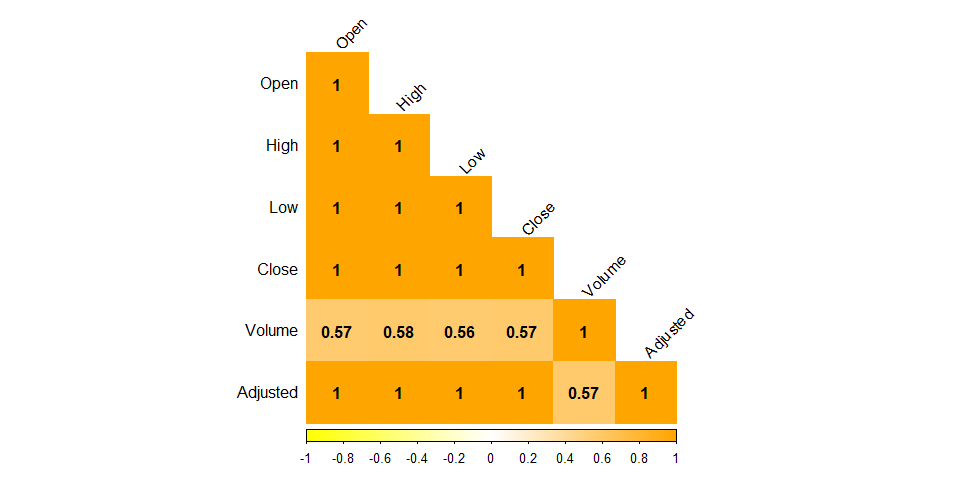 Open
Open 1
High
High 1 1
Low
Low 1 1 1
Close
Close 1 1 1 1
Volume
Volume 0.57 0.58 0.56 0.57 1
Adjusted
Adjusted 1 1 1 1 0.57 1
-1 -0.8 -0.6 -0.4 -0.2 0 0.2 0.4 0.6 0.8 1